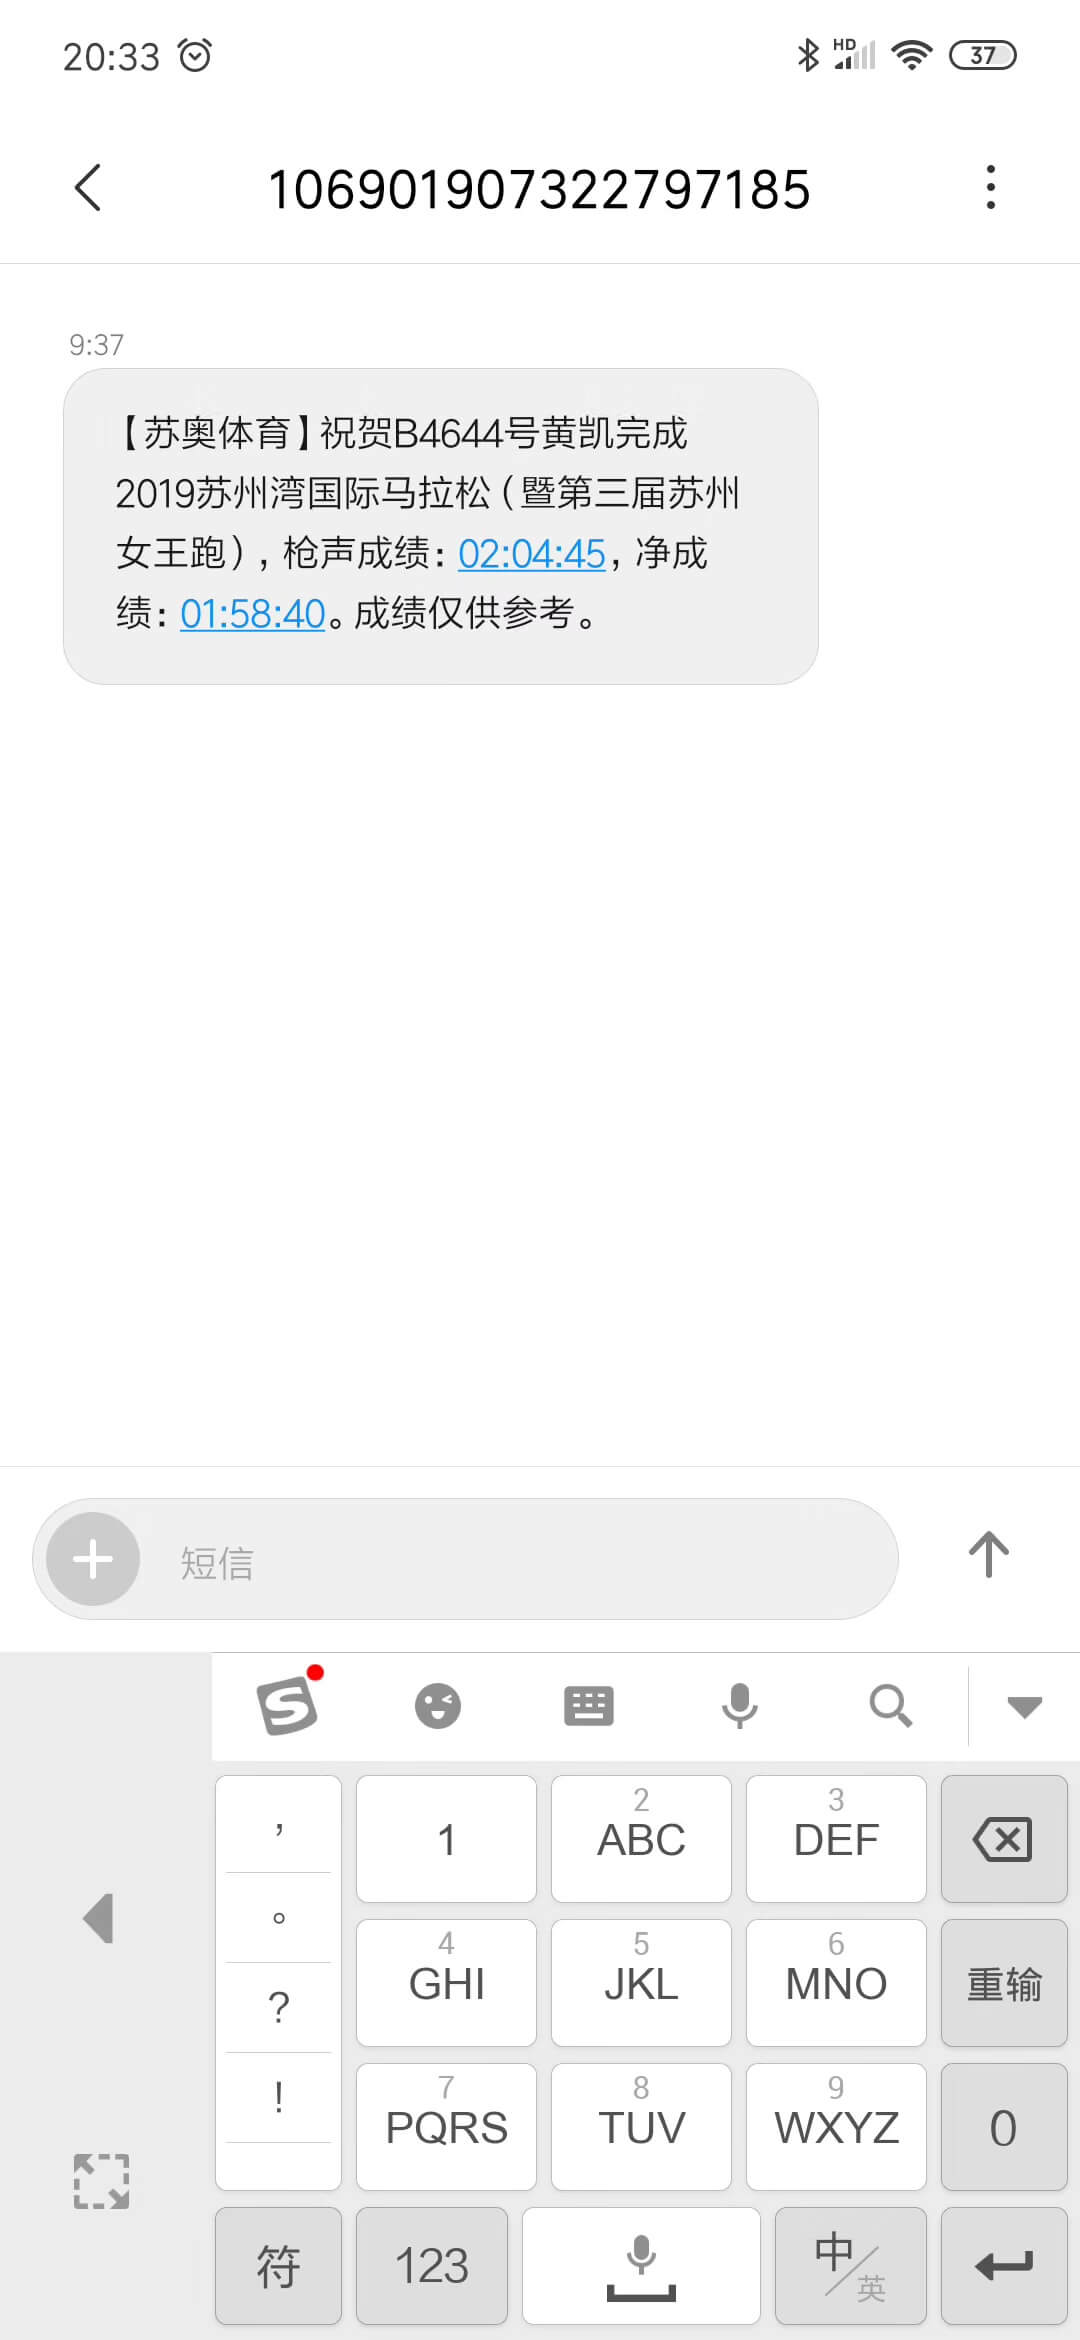 20:33 HD 37
106901907322797185
9:37
【苏奥体育】祝贺B4644号黄凯完成
2019苏州湾国际马拉松（暨第三届苏州
女王跑），枪声成绩：02:04:45，净成
绩：01:58:40。成绩仅供参考。
短信
，
。
?
!
1
2
ABC
3
DEF
4
GHI
5
JKL
6
MNO
重输
7
PQRS
8
TUV
9
WXYZ
0
符
123
中/英